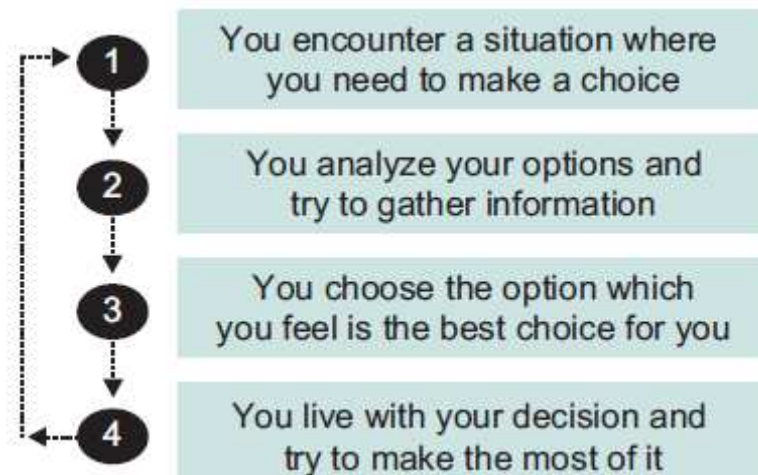 1
You encounter a situation where
you need to make a choice
2
You analyze your options and
try to gather information
3
You choose the option which
you feel is the best choice for you
4
You live with your decision and
try to make the most of it